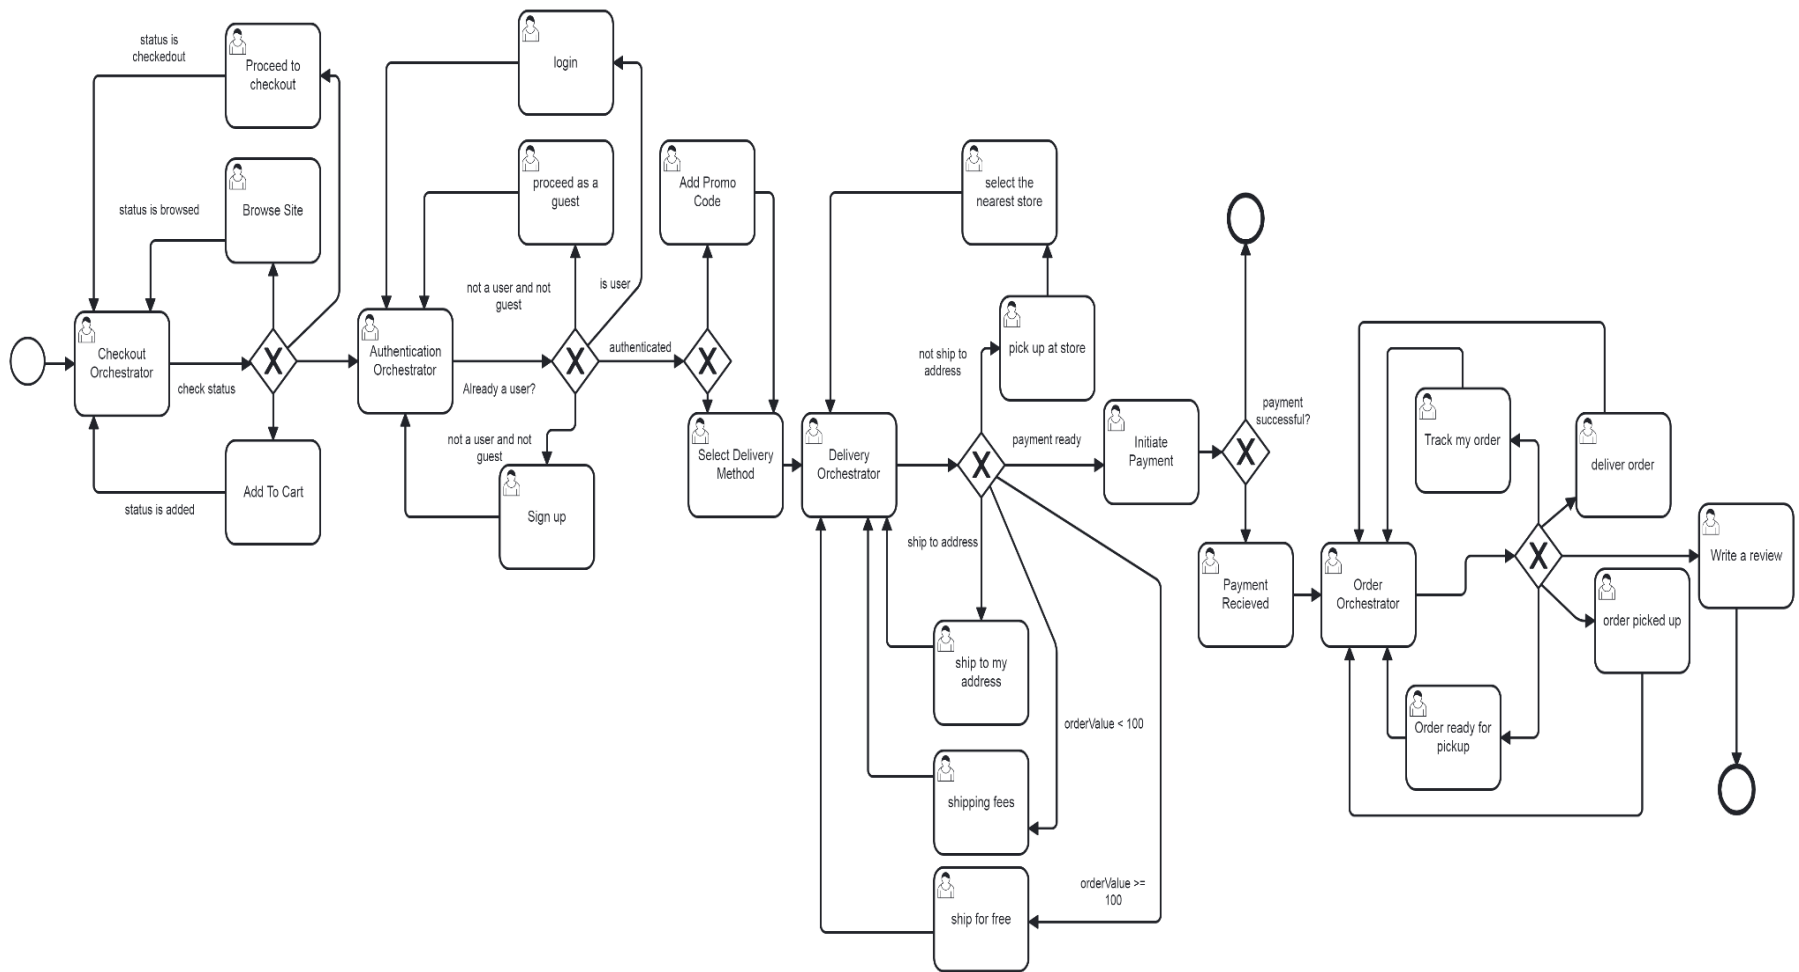 status is
checkedout
Proceed to
checkout
status is browsed
Browse Site
Checkout
Orchestrator
check status
Add To Cart
status is added
login
proceed as a
guest
not a user and not
guest
is user
Authentication
Orchestrator
Already a user?
authenticated
not a user and not
guest
Sign up
Add Promo
Code
Select Delivery
Method
select the
nearest store
not ship to
address
pick up at store
Delivery
Orchestrator
payment ready
Initiate
Payment
ship to address
ship to my
address
orderValue < 100
shipping fees
orderValue >=
100
ship for free
payment
successful?
Payment
Recieved
Order
Orchestrator
Track my order
deliver order
Write a review
order picked up
Order ready for
pickup